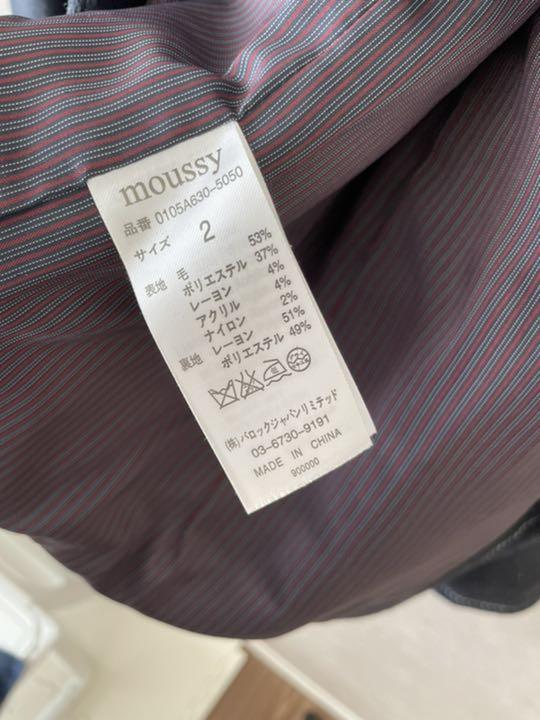 moussy
品番 0105A630-5050
サイズ 2
表地 毛 53%
ポリエステル 37%
レーヨン 4%
アクリル 4%
ナイロン 2%
裏地 レーヨン 51%
ポリエステル 49%
(株)バロックジャパンリミテッド
03-6730-9191
MADE IN CHINA
900000